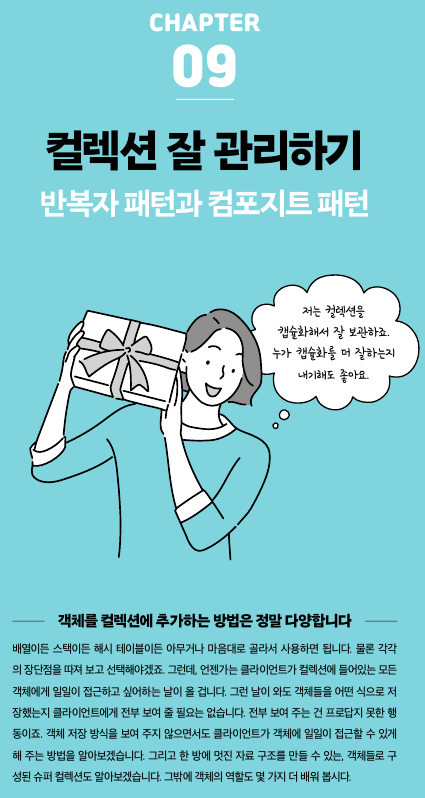 CHAPTER
09
컬렉션 잘 관리하기
반복자 패턴과 컴포지트 패턴
저는 컬렉션을
캡슐화해서 잘 보관하죠.
누가 캡슐화를 더 잘하는지
내기해도 좋아요.
객체를 컬렉션에 추가하는 방법은 정말 다양합니다
배열이든 스택이든 해시 테이블이든 아무거나 마음대로 골라서 사용하면 됩니다. 물론 각각
의 장단점을 따져 보고 선택해야겠죠. 그런데, 언젠가는 클라이언트가 컬렉션에 들어있는 모든
객체에게 일일이 접근하고 싶어하는 날이 올 겁니다. 그런 날이 와도 객체들을 어떤 식으로 저
장했는지 클라이언트에게 전부 보여 줄 필요는 없습니다. 전부 보여 주는 건 프로답지 못한 행
동이죠. 객체 저장 방식을 보여 주지 않으면서도 클라이언트가 객체에 일일이 접근할 수 있게
해 주는 방법을 알아보겠습니다. 그리고 한 방에 멋진 자료 구조를 만들 수 있는, 객체들로 구
성된 슈퍼 컬렉션도 알아보겠습니다. 그밖에 객체의 역할도 몇 가지 더 배워 봅시다.